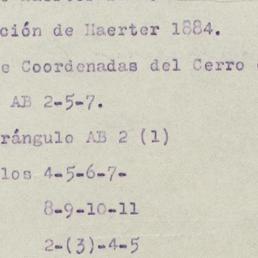 ción de Haerter 1884.
e Coordenadas del Cerro
AB 2-5-7.
rángulo AB 2 (1)
los 4-5-6-7-
8-9-10-11
2-(3)-4-5